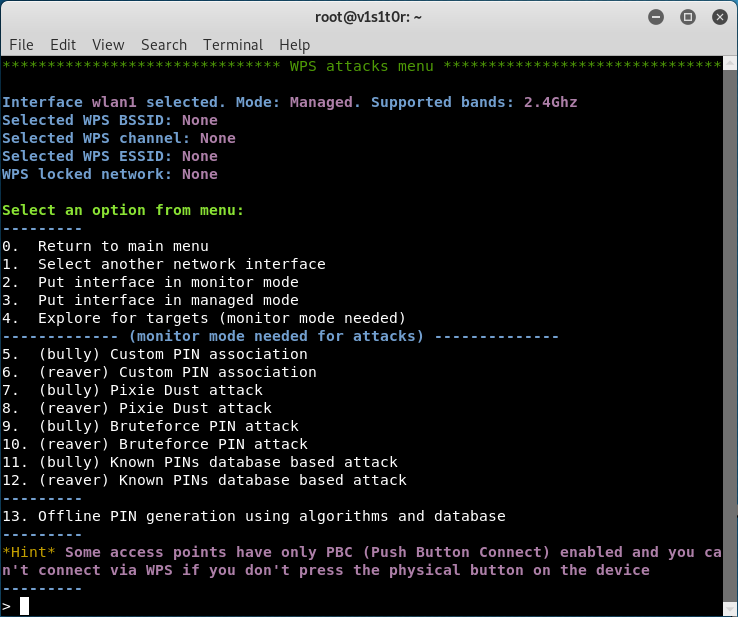 root@v1s1t0r: ~
File Edit View Search Terminal Help
******************************* WPS attacks menu *******************************
Interface wlan1 selected. Mode: Managed. Supported bands: 2.4Ghz
Selected WPS BSSID: None
Selected WPS channel: None
Selected WPS ESSID: None
WPS locked network: None
Select an option from menu:
---------
0.  Return to main menu
1.  Select another network interface
2.  Put interface in monitor mode
3.  Put interface in managed mode
4.  Explore for targets (monitor mode needed)
------------- (monitor mode needed for attacks) --------------
5.  (bully) Custom PIN association
6.  (reaver) Custom PIN association
7.  (bully) Pixie Dust attack
8.  (reaver) Pixie Dust attack
9.  (bully) Bruteforce PIN attack
10. (reaver) Bruteforce PIN attack
11. (bully) Known PINs database based attack
12. (reaver) Known PINs database based attack
---------
13. Offline PIN generation using algorithms and database
---------
*Hint* Some access points have only PBC (Push Button Connect) enabled and you ca
n't connect via WPS if you don't press the physical button on the device
---------
>